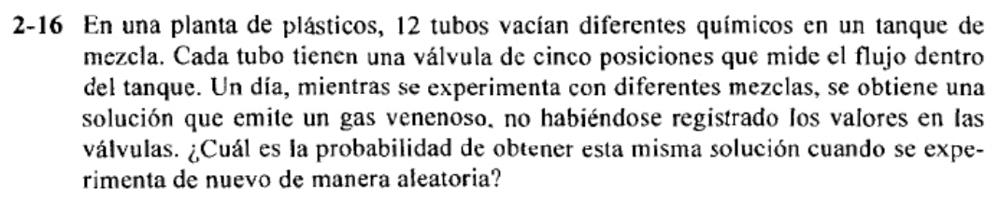 2-16 En una planta de plásticos, 12 tubos vacían diferentes químicos en un tanque de
mezcla. Cada tubo tienen una válvula de cinco posiciones que mide el flujo dentro
del tanque. Un día, mientras se experimenta con diferentes mezclas, se obtiene una
solución que emite un gas venenoso, no habiéndose registrado los valores en las
válvulas. ¿Cuál es la probabilidad de obtener esta misma solución cuando se expe-
rimenta de nuevo de manera aleatoria?